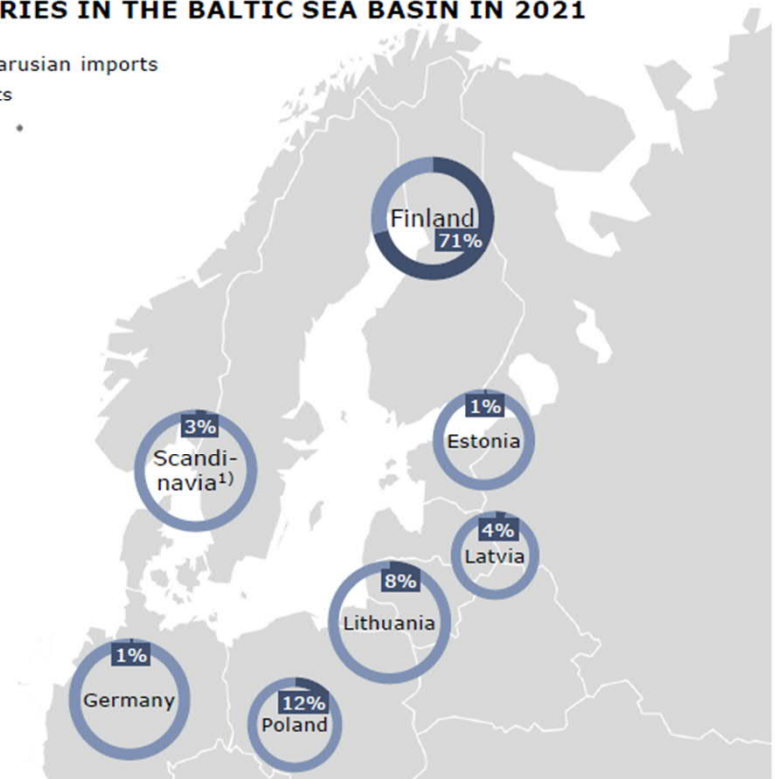 RIES IN THE BALTIC SEA BASIN IN 2021
arusian imports
ts
Finland
71%
3%
Scandi-
navia¹⁾
1%
Estonia
4%
Latvia
8%
Lithuania
1%
Germany
12%
Poland